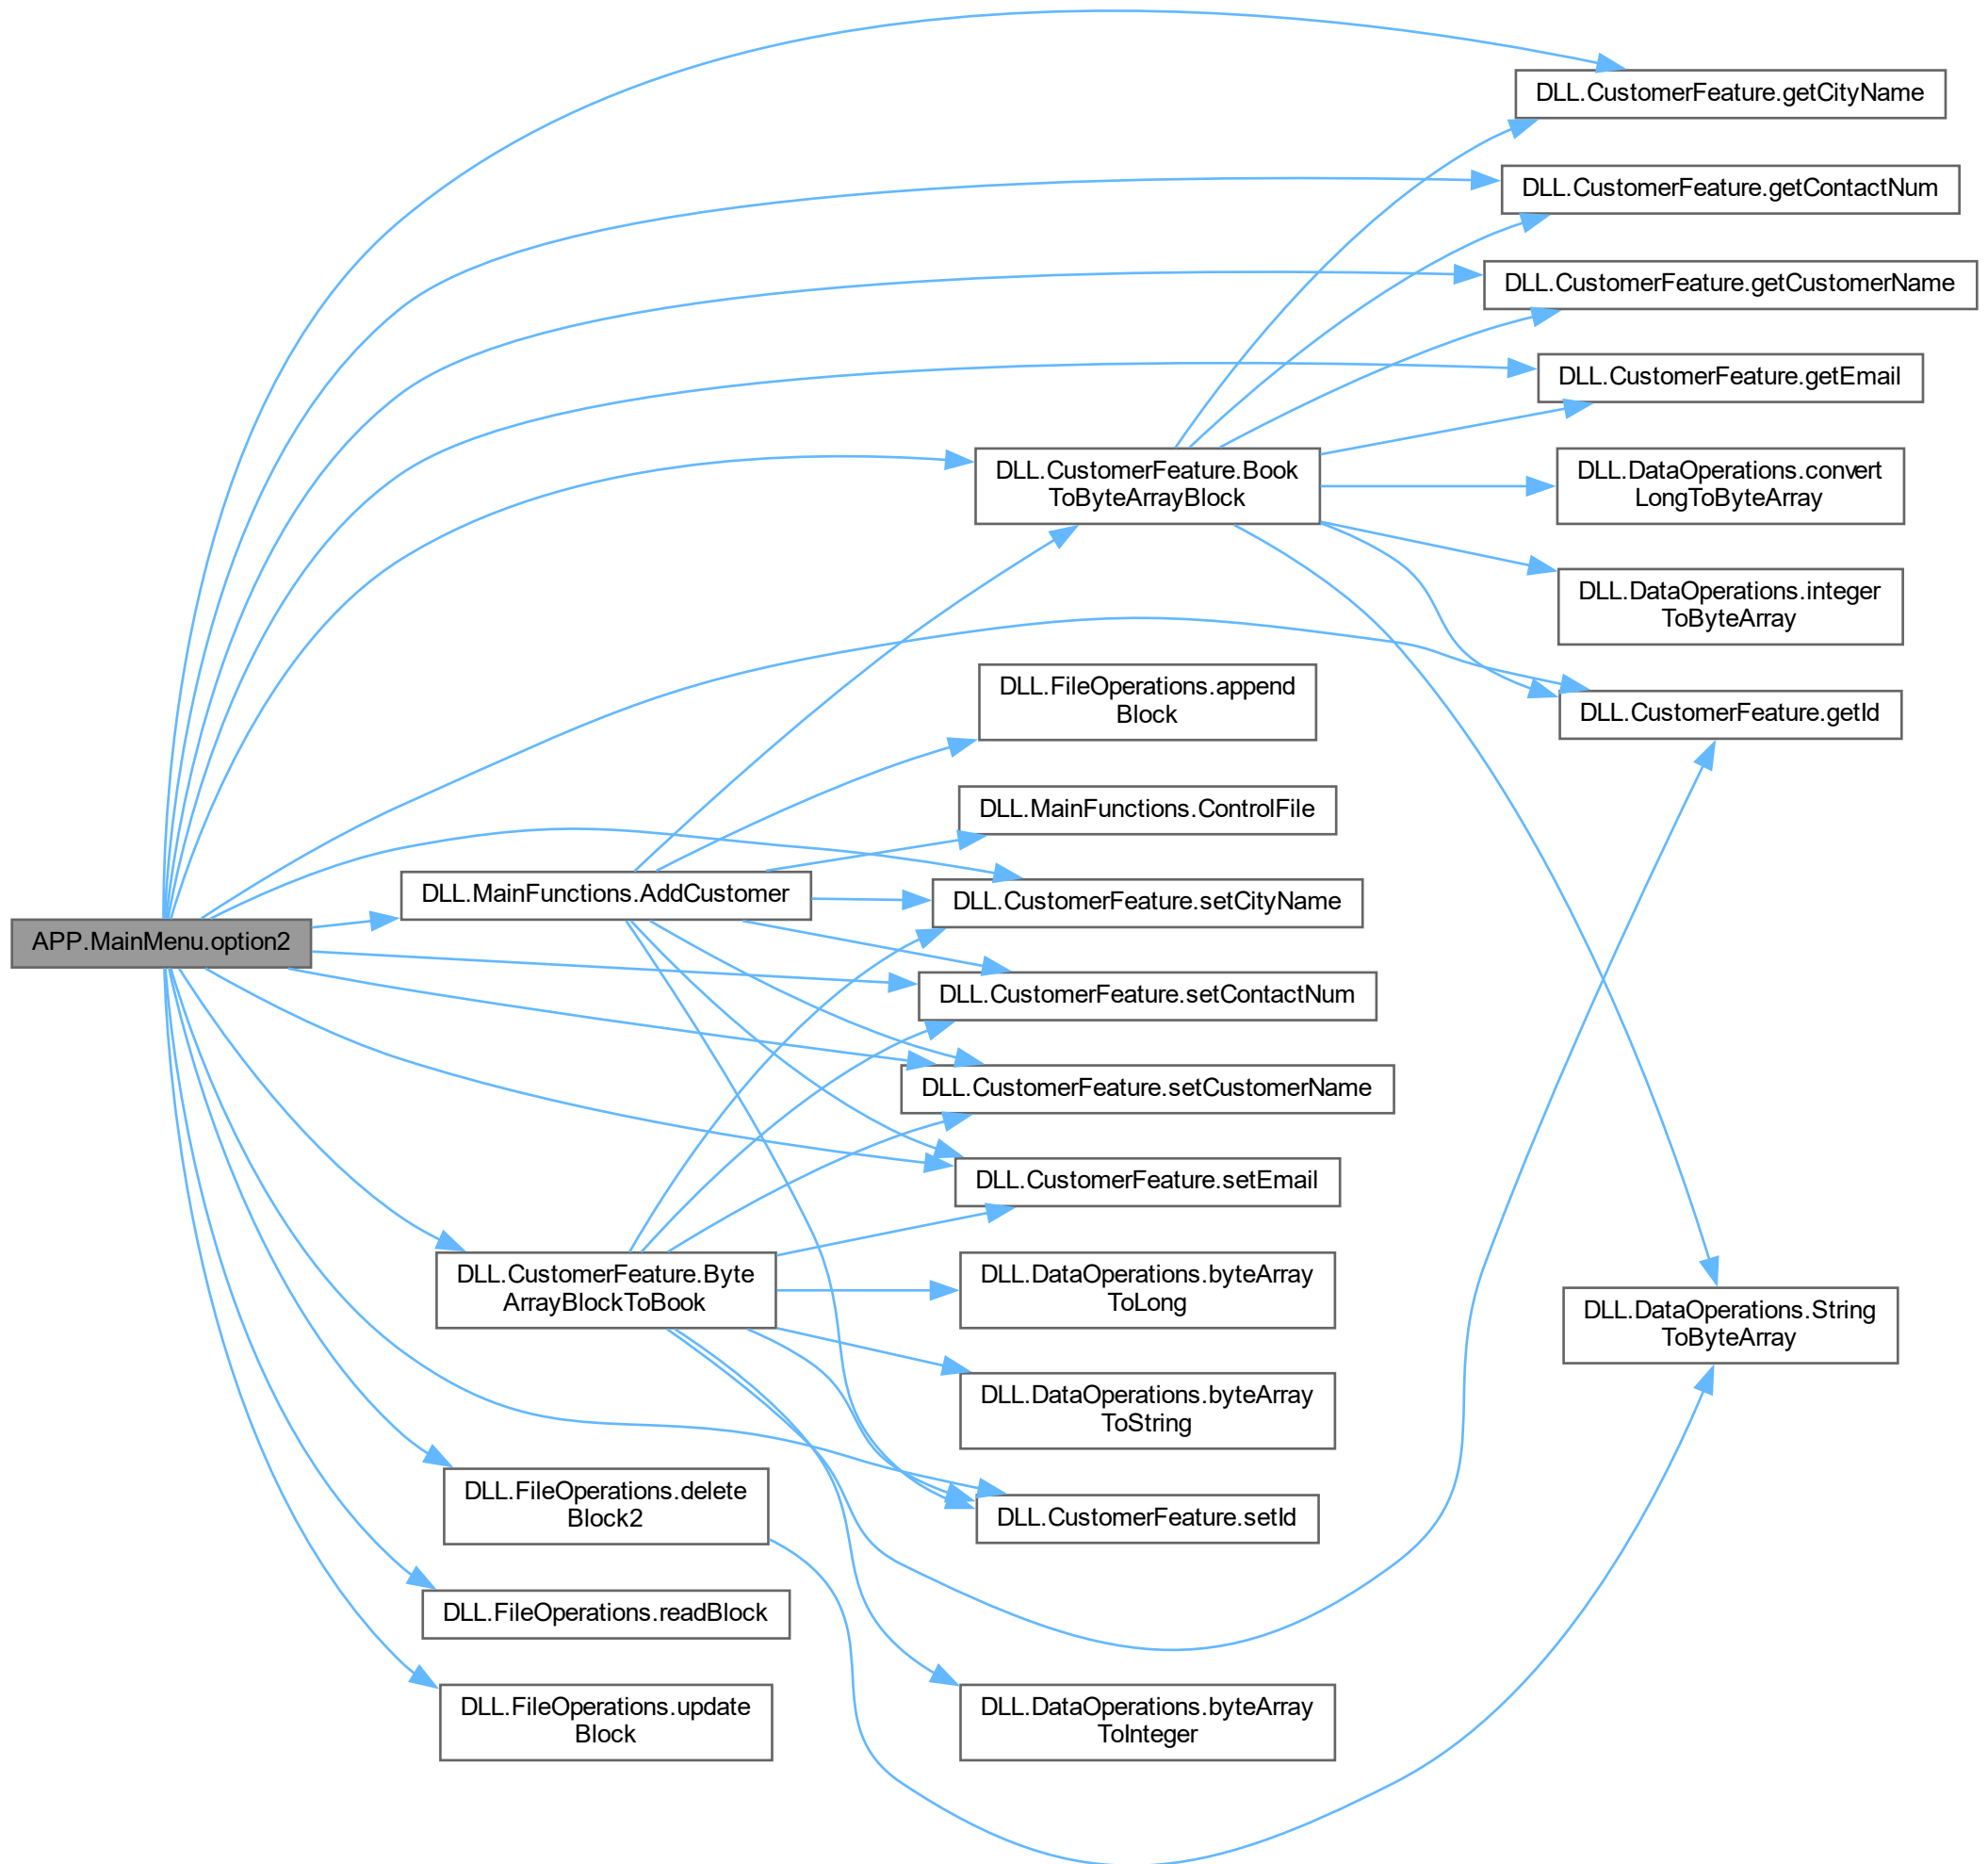 DLL.CustomerFeature.getCityName
DLL.CustomerFeature.getContactNum
DLL.CustomerFeature.getCustomerName
DLL.CustomerFeature.getEmail
DLL.CustomerFeature.Book
ToByteArrayBlock
DLL.DataOperations.convert
LongToByteArray
DLL.DataOperations.integer
ToByteArray
DLL.FileOperations.append
Block
DLL.CustomerFeature.getId
DLL.MainFunctions.ControlFile
DLL.MainFunctions.AddCustomer
DLL.CustomerFeature.setCityName
APP.MainMenu.option2
DLL.CustomerFeature.setContactNum
DLL.CustomerFeature.setCustomerName
DLL.CustomerFeature.setEmail
DLL.CustomerFeature.Byte
ArrayBlockToBook
DLL.DataOperations.byteArray
ToLong
DLL.DataOperations.String
ToByteArray
DLL.DataOperations.byteArray
ToString
DLL.FileOperations.delete
Block2
DLL.CustomerFeature.setId
DLL.FileOperations.readBlock
DLL.FileOperations.update
Block
DLL.DataOperations.byteArray
ToInteger